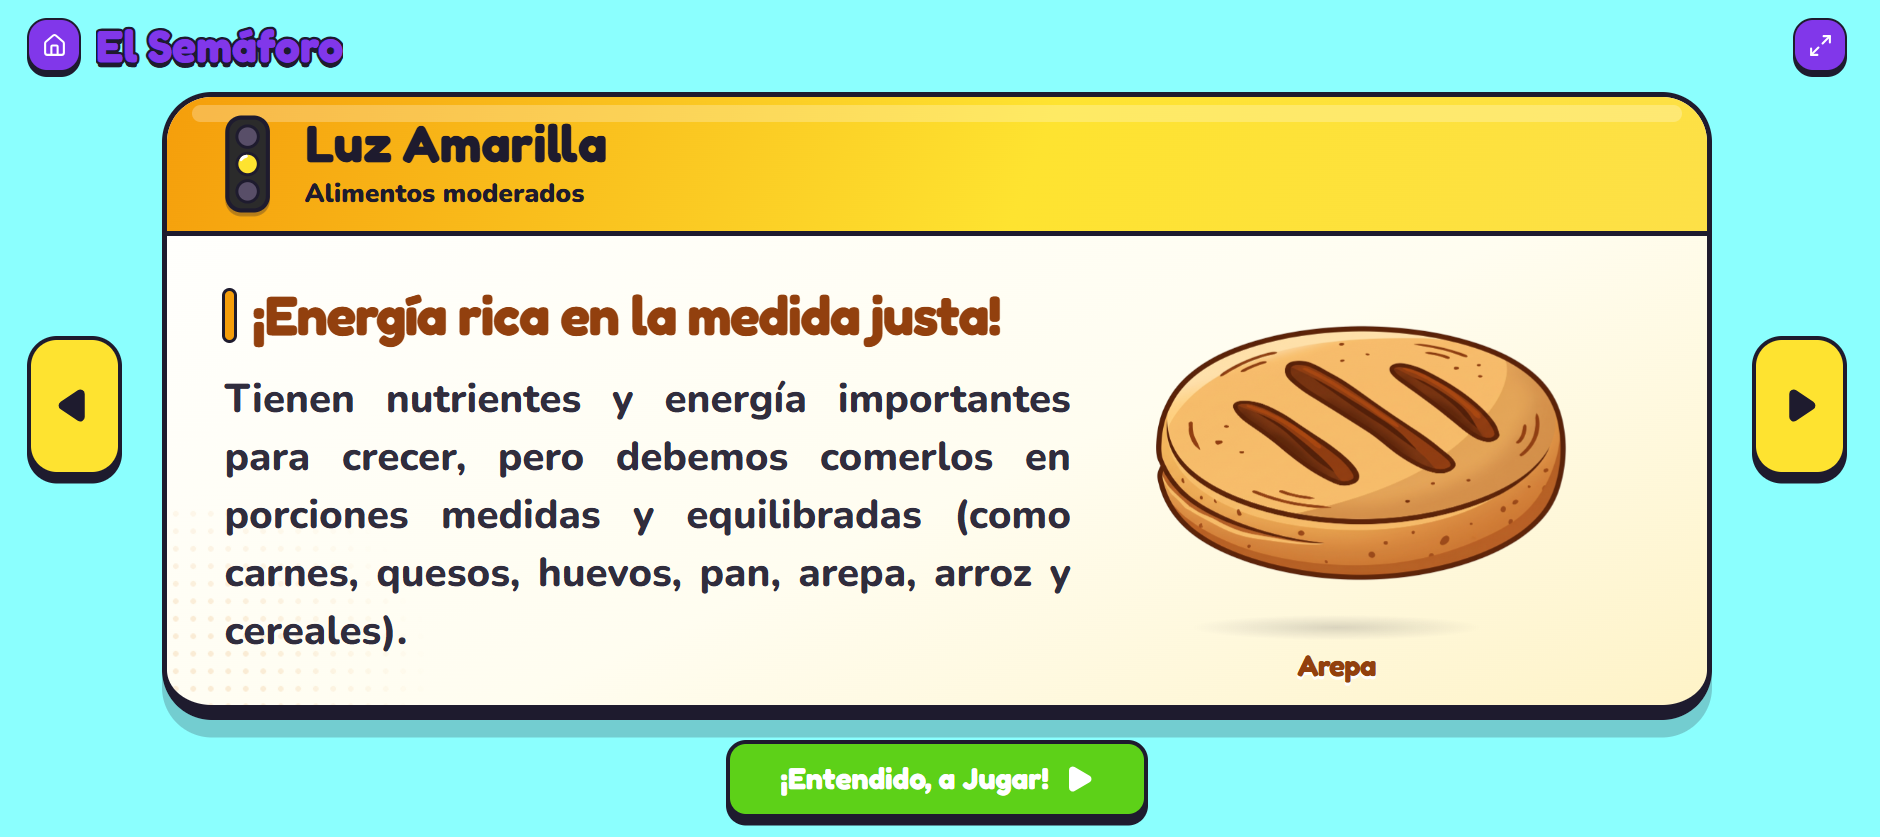 El Semáforo
Luz Amarilla
Alimentos moderados
¡Energía rica en la medida justa!
Tienen nutrientes y energía importantes
para crecer, pero debemos comerlos en
porciones medidas y equilibradas (como
carnes, quesos, huevos, pan, arepa, arroz y
cereales).
Arepa
¡Entendido, a Jugar!